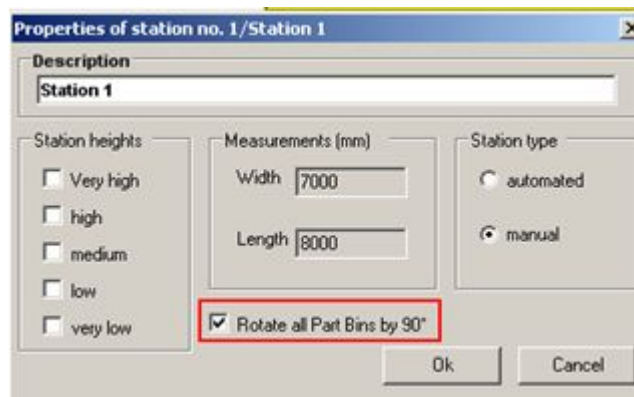 Properties of station no. 1/Station 1
Description
Station 1
Station heights
Very high
high
medium
low
very low
Measurements (mm)
Width 7000
Length 8000
Station type
automated
manual
Rotate all Part Bins by 90°
Ok
Cancel